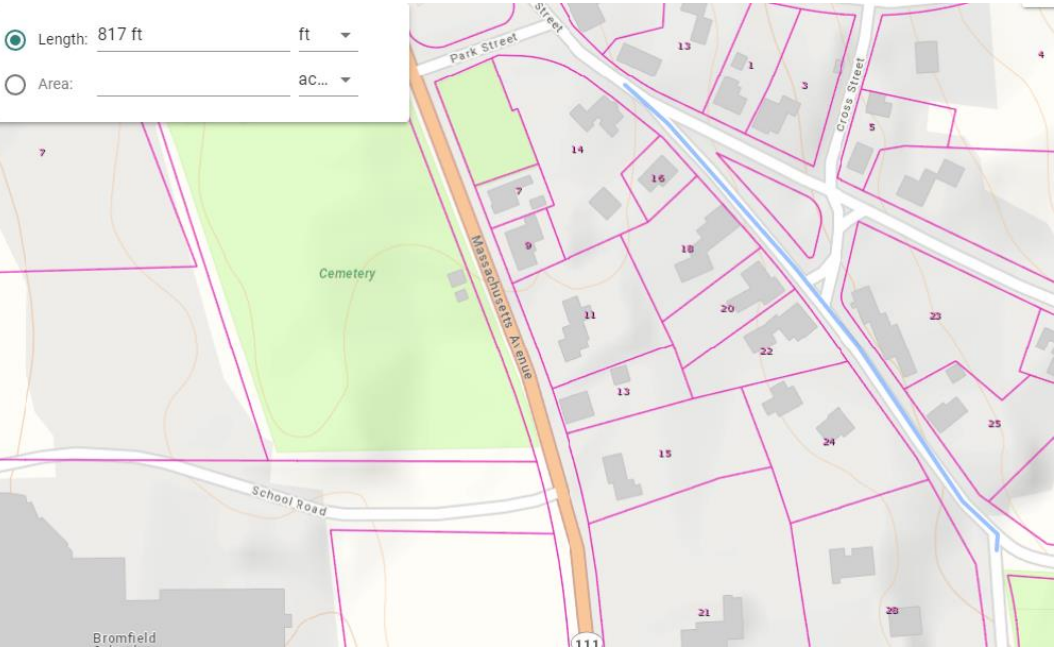 Length: 817 ft ft
Area: ac...
Street
Park Street
13
1
3
4
Cross Street
5
7
14
16
7
9
18
Cemetery
Massachusetts Avenue
11
20
23
22
13
25
24
15
School Road
21
28
Bromfield
111